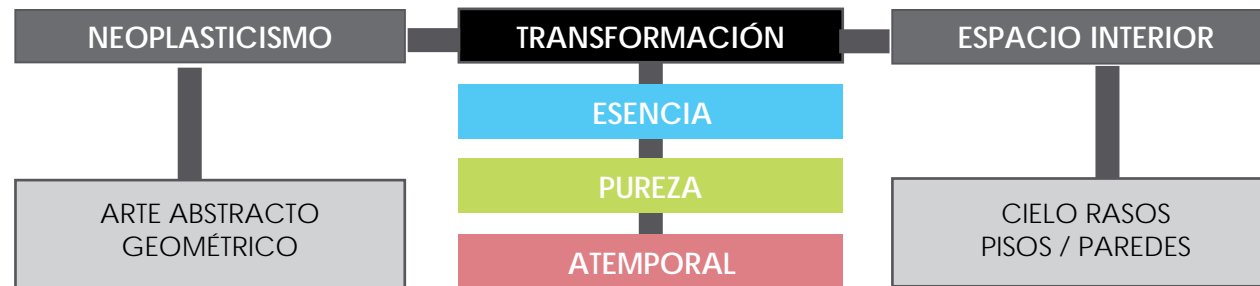 NEOPLASTICISMO
TRANSFORMACIÓN
ESPACIO INTERIOR
ESENCIA
PUREZA
ATEMPORAL
ARTE ABSTRACTO
GEOMÉTRICO
CIELO RASOS
PISOS / PAREDES